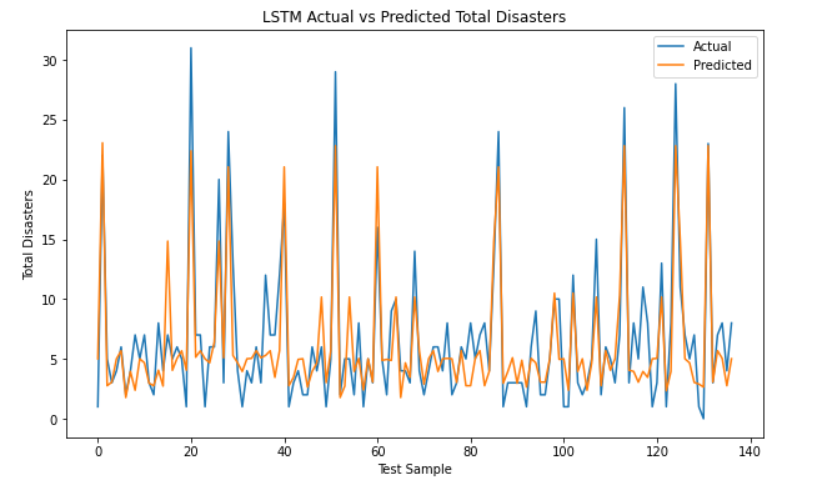 LSTM Actual vs Predicted Total Disasters
Actual
Predicted
30
25
20
15
10
5
0
Total Disasters
0 20 40 60 80 100 120 140
Test Sample